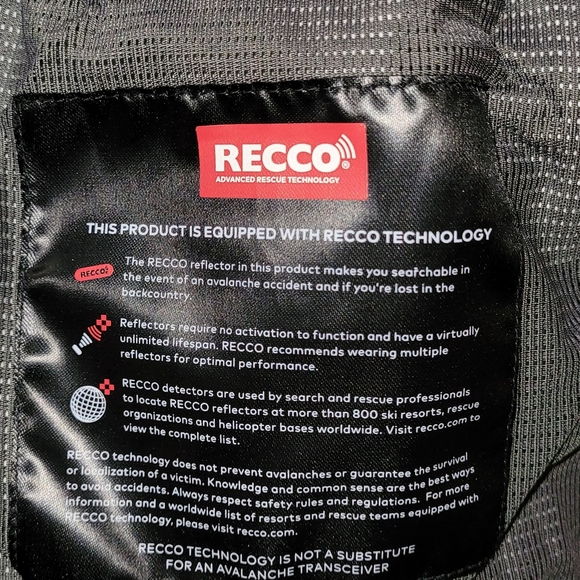 RECCO®
ADVANCED RESCUE TECHNOLOGY
THIS PRODUCT IS EQUIPPED WITH RECCO TECHNOLOGY
RECCO
The RECCO reflector in this product makes you searchable in
the event of an avalanche accident and if you're lost in the
backcountry.
Reflectors require no activation to function and have a virtually
unlimited lifespan. RECCO recommends wearing multiple
reflectors for optimal performance.
RECCO detectors are used by search and rescue professionals
to locate RECCO reflectors at more than 800 ski resorts, rescue
organizations and helicopter bases worldwide. Visit recco.com to
view the complete list.
RECCO technology does not prevent avalanches or guarantee the survival
or localization of a victim. Knowledge and common sense are the best ways
to avoid accidents. Always respect safety rules and regulations. For more
information and a worldwide list of resorts and rescue teams equipped with
RECCO technology, please visit recco.com.
RECCO TECHNOLOGY IS NOT A SUBSTITUTE
FOR AN AVALANCHE TRANSCEIVER